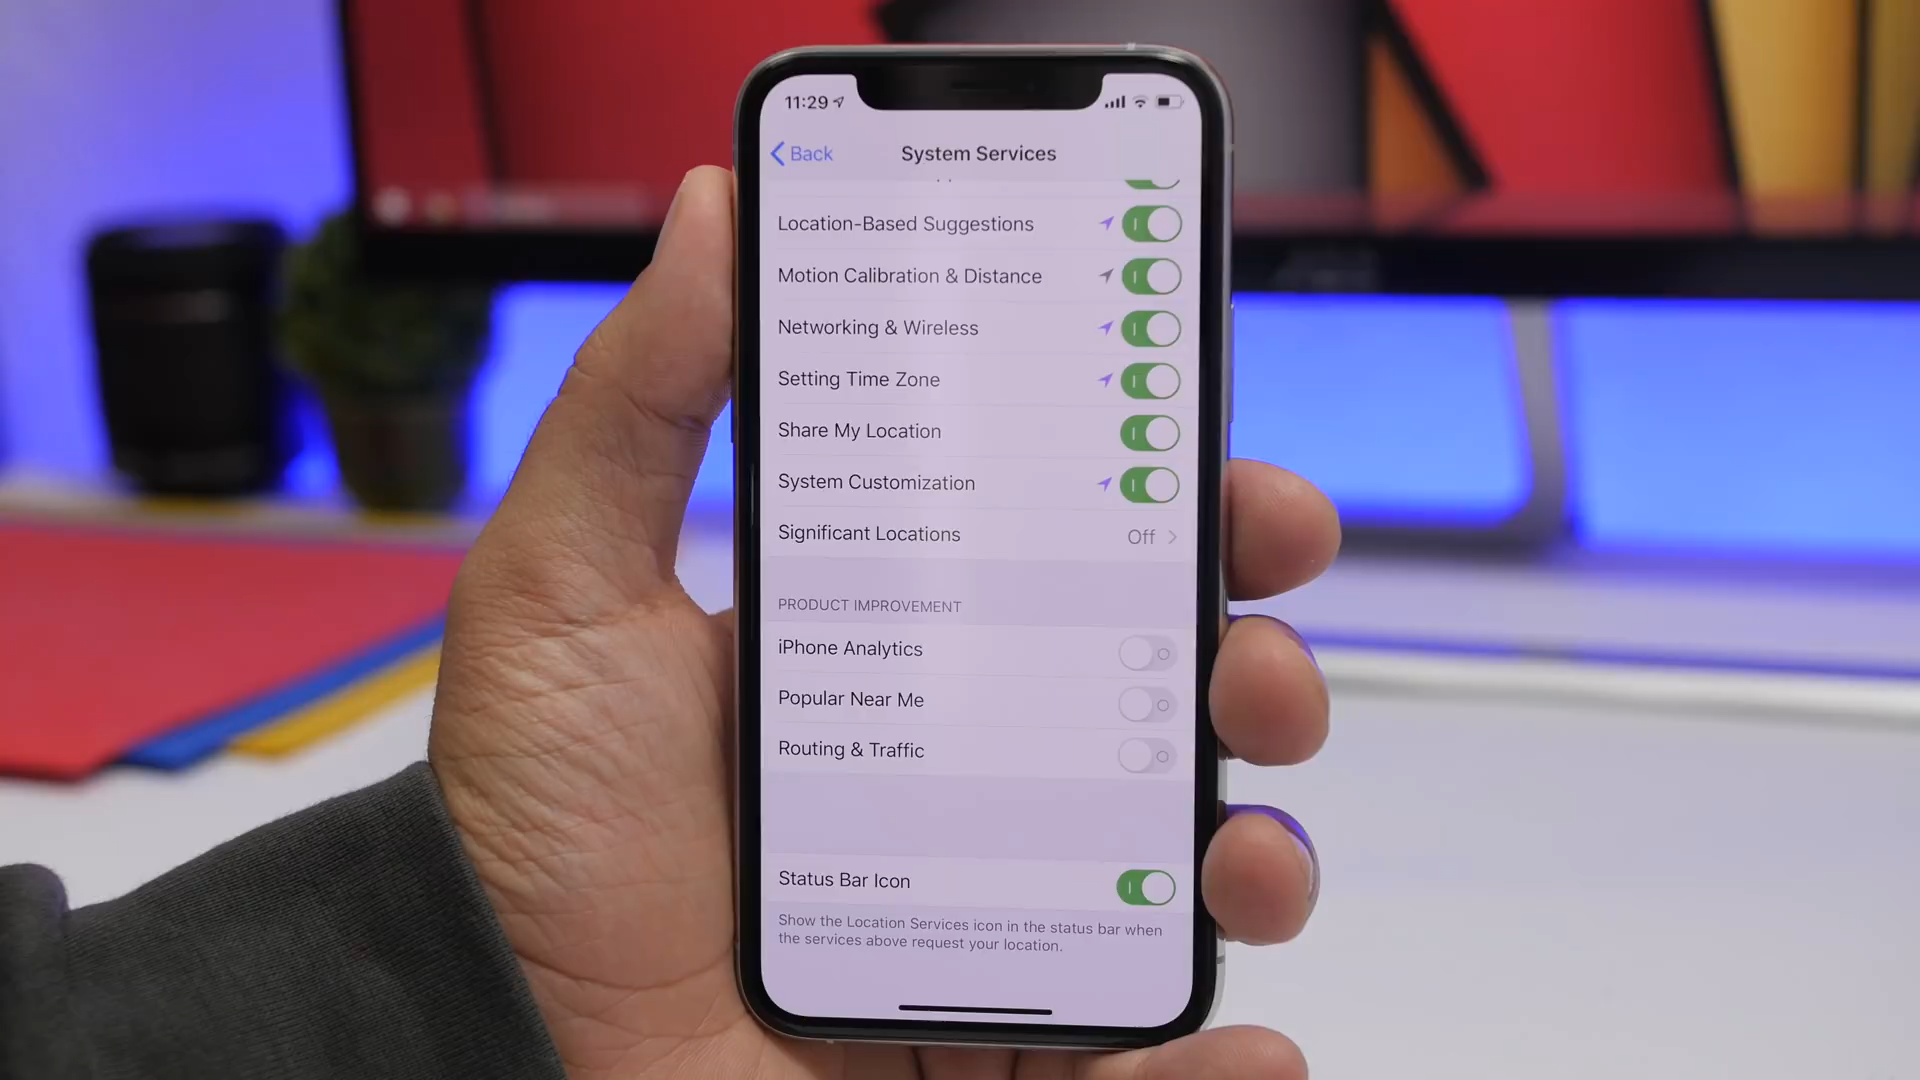 11:29
Back
System Services
Location-Based Suggestions
Motion Calibration & Distance
Networking & Wireless
Setting Time Zone
Share My Location
System Customization
Significant Locations Off
PRODUCT IMPROVEMENT
iPhone Analytics
Popular Near Me
Routing & Traffic
Status Bar Icon
Show the Location Services icon in the status bar when
the services above request your location.